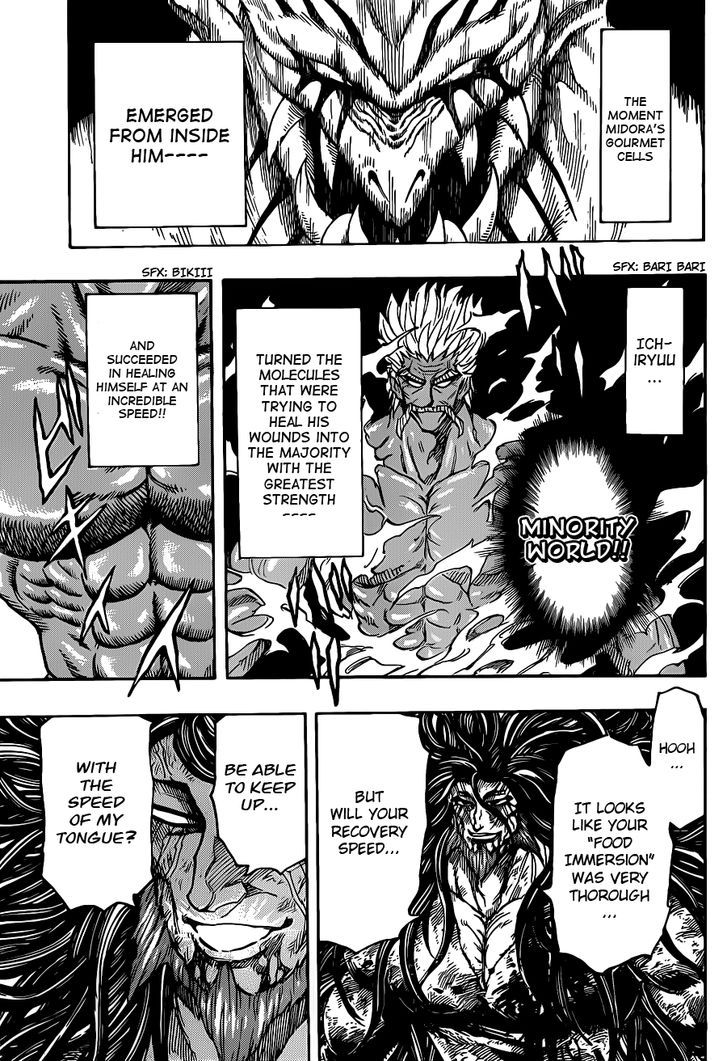 THE
MOMENT
MIDORA'S
GOURMET
CELLS
EMERGED
FROM INSIDE
HIM----
SFX: BARI BARI
ICH-
IRYUU
...
MINORITY
WORLD!!
TURNED THE
MOLECULES
THAT WERE
TRYING TO
HEAL HIS
WOUNDS INTO
THE MAJORITY
WITH THE
GREATEST
STRENGTH
----
SFX: BIKIII
AND
SUCCEEDED
IN HEALING
HIMSELF AT AN
INCREDIBLE
SPEED!!
HOOH
...
IT LOOKS
LIKE YOUR
"FOOD
IMMERSION"
WAS VERY
THOROUGH
...
BUT
WILL YOUR
RECOVERY
SPEED...
BE ABLE
TO KEEP
UP...
WITH
THE
SPEED
OF MY
TONGUE?